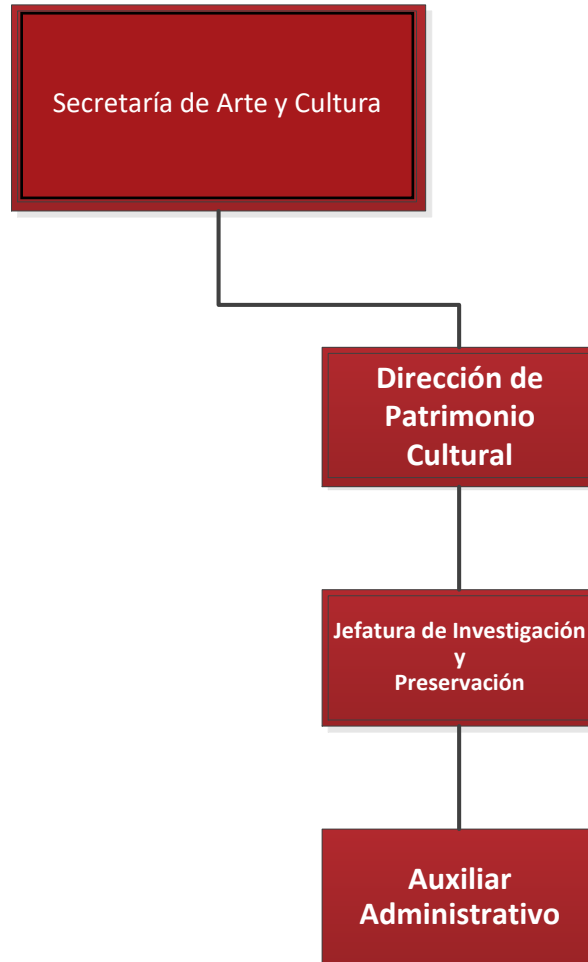 Secretaría de Arte y Cultura
Dirección de
Patrimonio
Cultural
Jefatura de Investigación
y
Preservación
Auxiliar
Administrativo